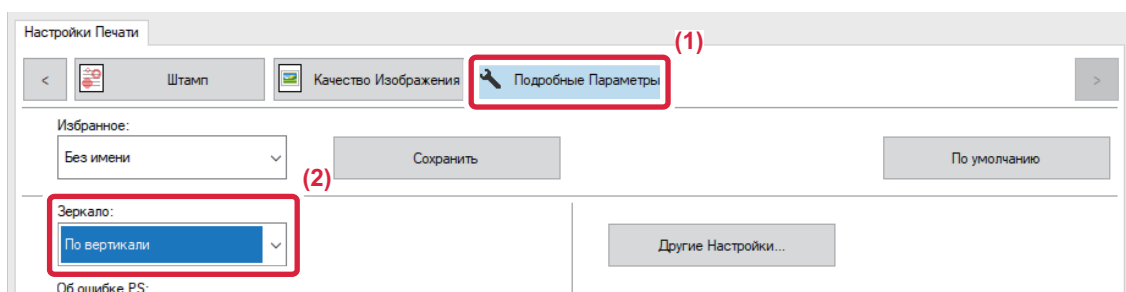 Настройки Печати
(1)
<
Штамп
Качество Изображения
Подробные Параметры
>
Избранное:
Без имени
Сохранить
По умолчанию
(2)
Зеркало:
По вертикали
Другие Настройки...
Об ошибке PS: